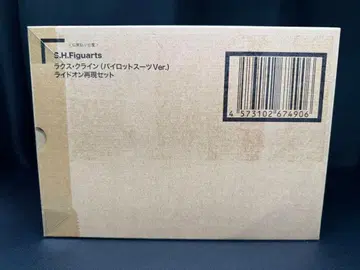 S.H.Figuarts
ラクス・クライン(パイロットスーツVer.)
ライドオン再現セット
4 573102 674906